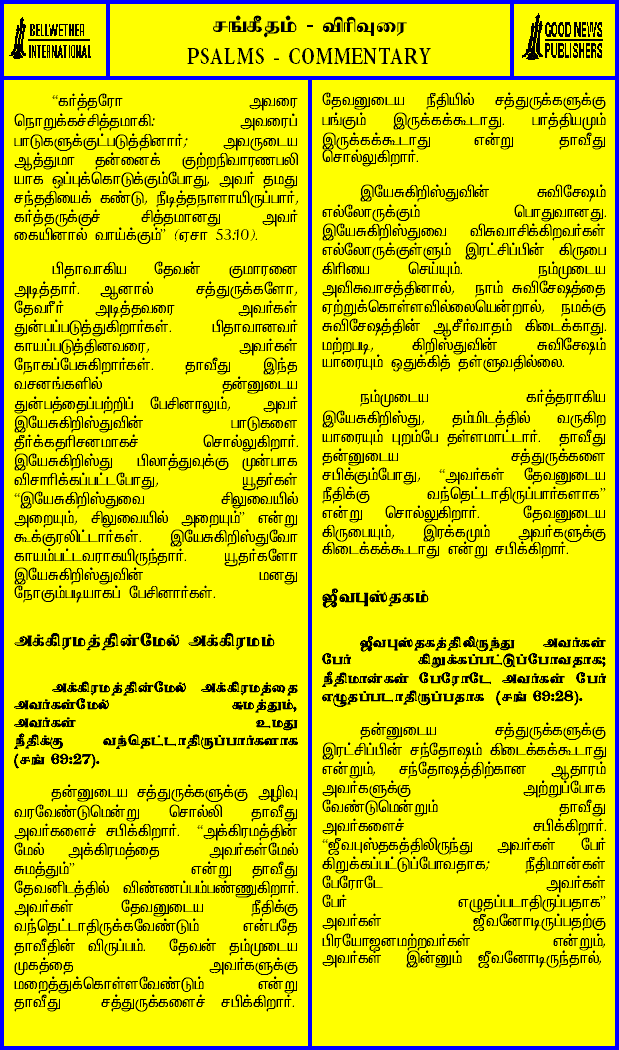 BELLWETHER
INTERNATIONAL
சங்கீதம் - விரிவுரை
PSALMS - COMMENTARY
GOOD NEWS
PUBLISHERS
“கர்த்தரோ அவரை
நொறுக்கச்சித்தமாகி: அவரைப்
பாடுகளுக்குட்படுத்தினார்; அவருடைய
ஆத்துமா தன்னைக் குற்றநிவாரணபலி
யாக ஒப்புக்கொடுக்கும்போது, அவர் தமது
சந்ததியைக் கண்டு, நீடித்தநாளாயிருப்பார்,
கர்த்தருக்குச் சித்தமானது அவர்
கையினால் வாய்க்கும்” (ஏசா 53:10).
பிதாவாகிய தேவன் குமாரனை
அடித்தார். ஆனால் சத்துருக்களோ,
தேவரீர் அடித்தவரை அவர்கள்
துன்பப்படுத்துகிறார்கள். பிதாவானவர்
காயப்படுத்தினவரை, அவர்கள்
நோகப்பேசுகிறார்கள். தாவீது இந்த
வசனங்களில் தன்னுடைய
துன்பத்தைப்பற்றிப் பேசினாலும், அவர்
இயேசுகிறிஸ்துவின் பாடுகளை
தீர்க்கதரிசனமாகச் சொல்லுகிறார்.
இயேசுகிறிஸ்து பிலாத்துவுக்கு முன்பாக
விசாரிக்கப்பட்டபோது, யூதர்கள்
“இயேசுகிறிஸ்துவை சிலுவையில்
அறையும், சிலுவையில் அறையும்” என்று
கூக்குரலிட்டார்கள். இயேசுகிறிஸ்துவோ
காயம்பட்டவராகயிருந்தார். யூதர்களோ
இயேசுகிறிஸ்துவின் மனது
நோகும்படியாகப் பேசினார்கள்.
அக்கிரமத்தின்மேல் அக்கிரமம்
அக்கிரமத்தின்மேல் அக்கிரமத்தை
அவர்கள்மேல் சுமத்தும்,
அவர்கள் உமது
நீதிக்கு வந்தெட்டாதிருப்பார்களாக
(சங் 69:27).
தன்னுடைய சத்துருக்களுக்கு அழிவு
வரவேண்டுமென்று சொல்லி தாவீது
அவர்களைச் சபிக்கிறார். “அக்கிரமத்தின்
மேல் அக்கிரமத்தை அவர்கள்மேல்
சுமத்தும்” என்று தாவீது
தேவனிடத்தில் விண்ணப்பம்பண்ணுகிறார்.
அவர்கள் தேவனுடைய நீதிக்கு
வந்தெட்டாதிருக்கவேண்டும் என்பதே
தாவீதின் விருப்பம். தேவன் தம்முடைய
முகத்தை அவர்களுக்கு
மறைத்துக்கொள்ளவேண்டும் என்று
தாவீது சத்துருக்களைச் சபிக்கிறார்.
தேவனுடைய நீதியில் சத்துருக்களுக்கு
பங்கும் இருக்கக்கூடாது. பாத்தியமும்
இருக்கக்கூடாது என்று தாவீது
சொல்லுகிறார்.
இயேசுகிறிஸ்துவின் சுவிசேஷம்
எல்லோருக்கும் பொதுவானது.
இயேசுகிறிஸ்துவை விசுவாசிக்கிறவர்கள்
எல்லோருக்குள்ளும் இரட்சிப்பின் கிருபை
கிரியை செய்யும். நம்முடைய
அவிசுவாசத்தினால், நாம் சுவிசேஷத்தை
ஏற்றுக்கொள்ளவில்லையென்றால், நமக்கு
சுவிசேஷத்தின் ஆசீர்வாதம் கிடைக்காது.
மற்றபடி, கிறிஸ்துவின் சுவிசேஷம்
யாரையும் ஒதுக்கித் தள்ளுவதில்லை.
நம்முடைய கர்த்தராகிய
இயேசுகிறிஸ்து, தம்மிடத்தில் வருகிற
யாரையும் புறம்பே தள்ளமாட்டார். தாவீது
தன்னுடைய சத்துருக்களை
சபிக்கும்போது, “அவர்கள் தேவனுடைய
நீதிக்கு வந்தெட்டாதிருப்பார்களாக”
என்று சொல்லுகிறார். தேவனுடைய
கிருபையும், இரக்கமும் அவர்களுக்கு
கிடைக்கக்கூடாது என்று சபிக்கிறார்.
ஜீவபுஸ்தகம்
ஜீவபுஸ்தகத்திலிருந்து அவர்கள்
பேர் கிறுக்கப்பட்டுப்போவதாக;
நீதிமான்கள் பேரோடே அவர்கள் பேர்
எழுதப்படாதிருப்பதாக (சங் 69:28).
தன்னுடைய சத்துருக்களுக்கு
இரட்சிப்பின் சந்தோஷம் கிடைக்கக்கூடாது
என்றும், சந்தோஷத்திற்கான ஆதாரம்
அவர்களுக்கு அற்றுப்போக
வேண்டுமென்றும் தாவீது
அவர்களைச் சபிக்கிறார்.
“ஜீவபுஸ்தகத்திலிருந்து அவர்கள் பேர்
கிறுக்கப்பட்டுப்போவதாக; நீதிமான்கள்
பேரோடே அவர்கள்
பேர் எழுதப்படாதிருப்பதாக”
அவர்கள் ஜீவனோடிருப்பதற்கு
பிரயோஜனமற்றவர்கள் என்றும்,
அவர்கள் இன்னும் ஜீவனோடிருந்தால்,